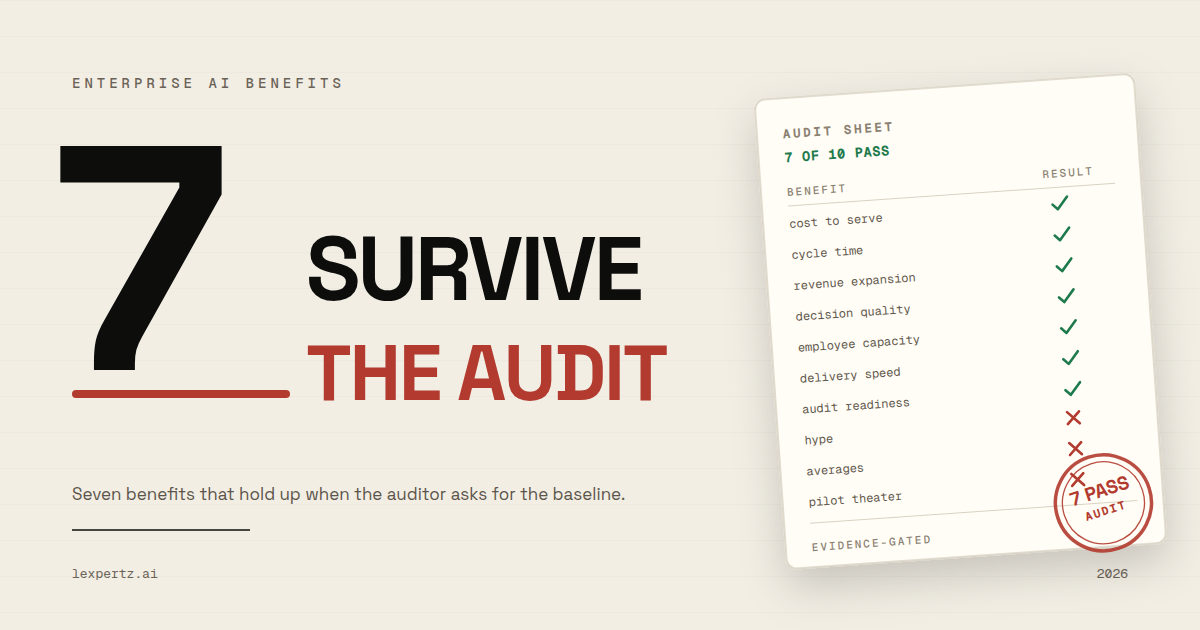 ENTERPRISE AI BENEFITS
7
SURVIVE
THE AUDIT
Seven benefits that hold up when the auditor asks for the baseline.
lexpertz.ai
AUDIT SHEET
7 OF 10 PASS
BENEFIT RESULT
cost to serve
cycle time
revenue expansion
decision quality
employee capacity
delivery speed
audit readiness
hype
averages
pilot theater
EVIDENCE-GATED
7 PASS
AUDIT
2026